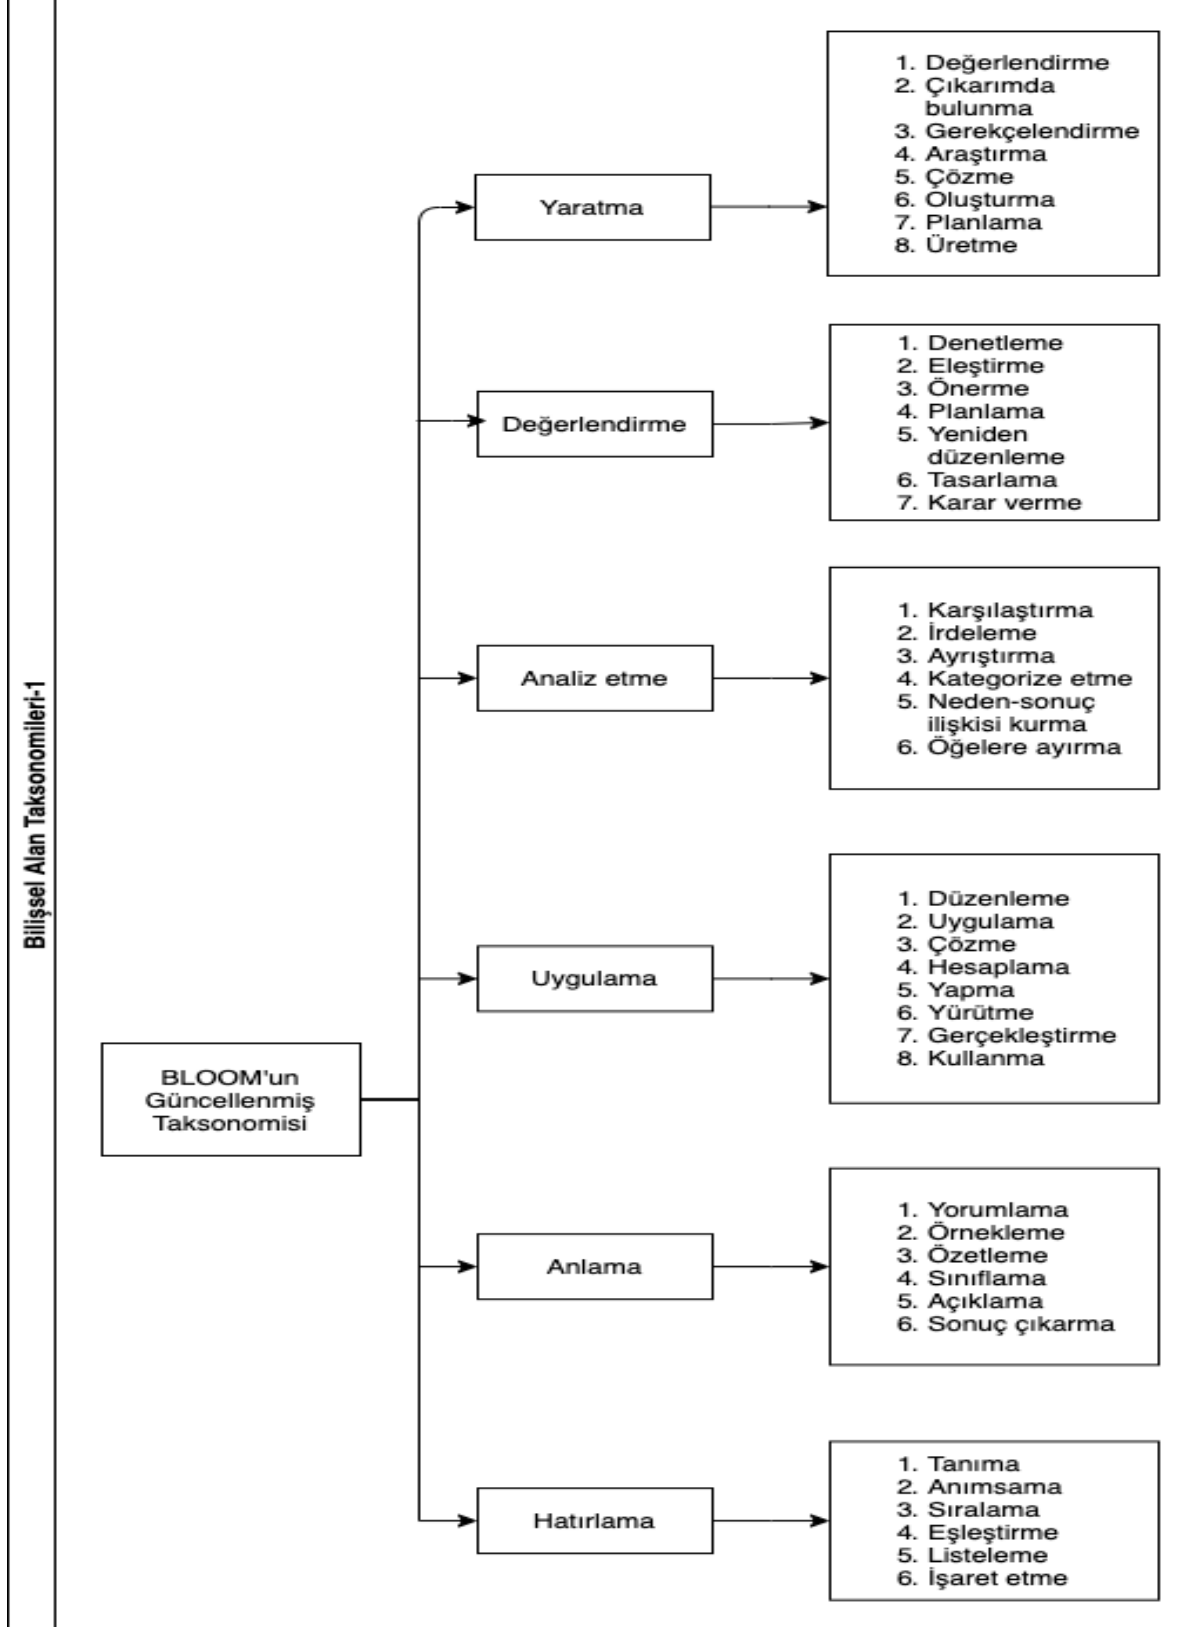 Bilişsel Alan Taksonomileri-1
BLOOM'un
Güncellenmiş
Taksonomisi
Yaratma
1. Değerlendirme
2. Çıkarımda
bulunma
3. Gerekçelendirme
4. Araştırma
5. Çözme
6. Oluşturma
7. Planlama
8. Üretme
Değerlendirme
1. Denetleme
2. Eleştirme
3. Önerme
4. Planlama
5. Yeniden
düzenleme
6. Tasarlama
7. Karar verme
Analiz etme
1. Karşılaştırma
2. İrdeleme
3. Ayrıştırma
4. Kategorize etme
5. Neden-sonuç
ilişkisi kurma
6. Öğelere ayırma
Uygulama
1. Düzenleme
2. Uygulama
3. Çözme
4. Hesaplama
5. Yapma
6. Yürütme
7. Gerçekleştirme
8. Kullanma
Anlama
1. Yorumlama
2. Örnekleme
3. Özetleme
4. Sınıflama
5. Açıklama
6. Sonuç çıkarma
Hatırlama
1. Tanıma
2. Anımsama
3. Sıralama
4. Eşleştirme
5. Listeleme
6. İşaret etme